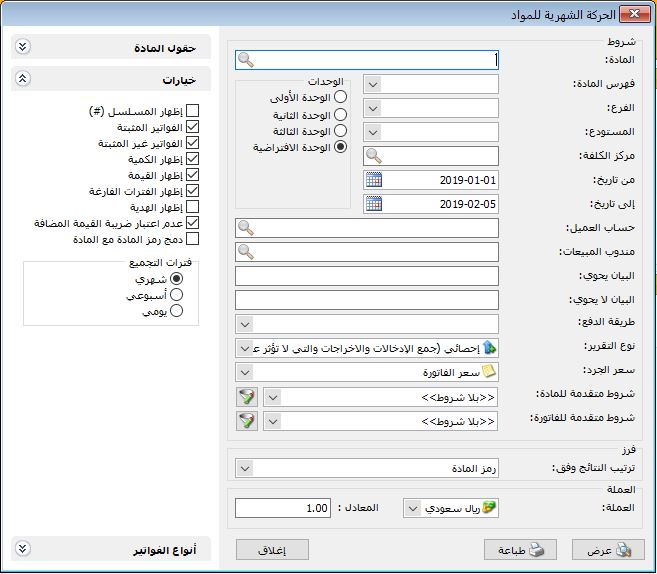 الحركة الشهرية للمواد
شروط
المادة:
فهرس المادة:
الفرع:
المستودع:
مركز الكلفة:
من تاريخ:
2019-01-01
إلى تاريخ:
2019-02-05
الوحدات
الوحدة الأولى
الوحدة الثانية
الوحدة الثالثة
الوحدة الافتراضية
حساب العميل:
مندوب المبيعات:
البيان يحوي:
البيان لا يحوي:
طريقة الدفع:
نوع التقرير:
إحصائي (جمع الإدخالات والاخراجات والتي لا تؤثر عا
سعر الجرد:
سعر الفاتورة
شروط متقدمة للمادة:
<<بلا شروط>>
شروط متقدمة للفاتورة:
<<بلا شروط>>
فرز
ترتيب النتائج وفق:
رمز المادة
العملة
العملة:
ريال سعودي
المعادل :
1.00
عرض
طباعة
إغلاق
حقول المادة
خيارات
إظهار المسلسل (#)
الفواتير المثبتة
الفواتير غير المثبتة
إظهار الكمية
إظهار القيمة
إظهار الفترات الفارغة
إظهار الهدية
عدم اعتبار ضريبة القيمة المضافة
دمج رمز المادة مع المادة
فترات التجميع
شهري
أسبوعي
يومي
أنواع الفواتير